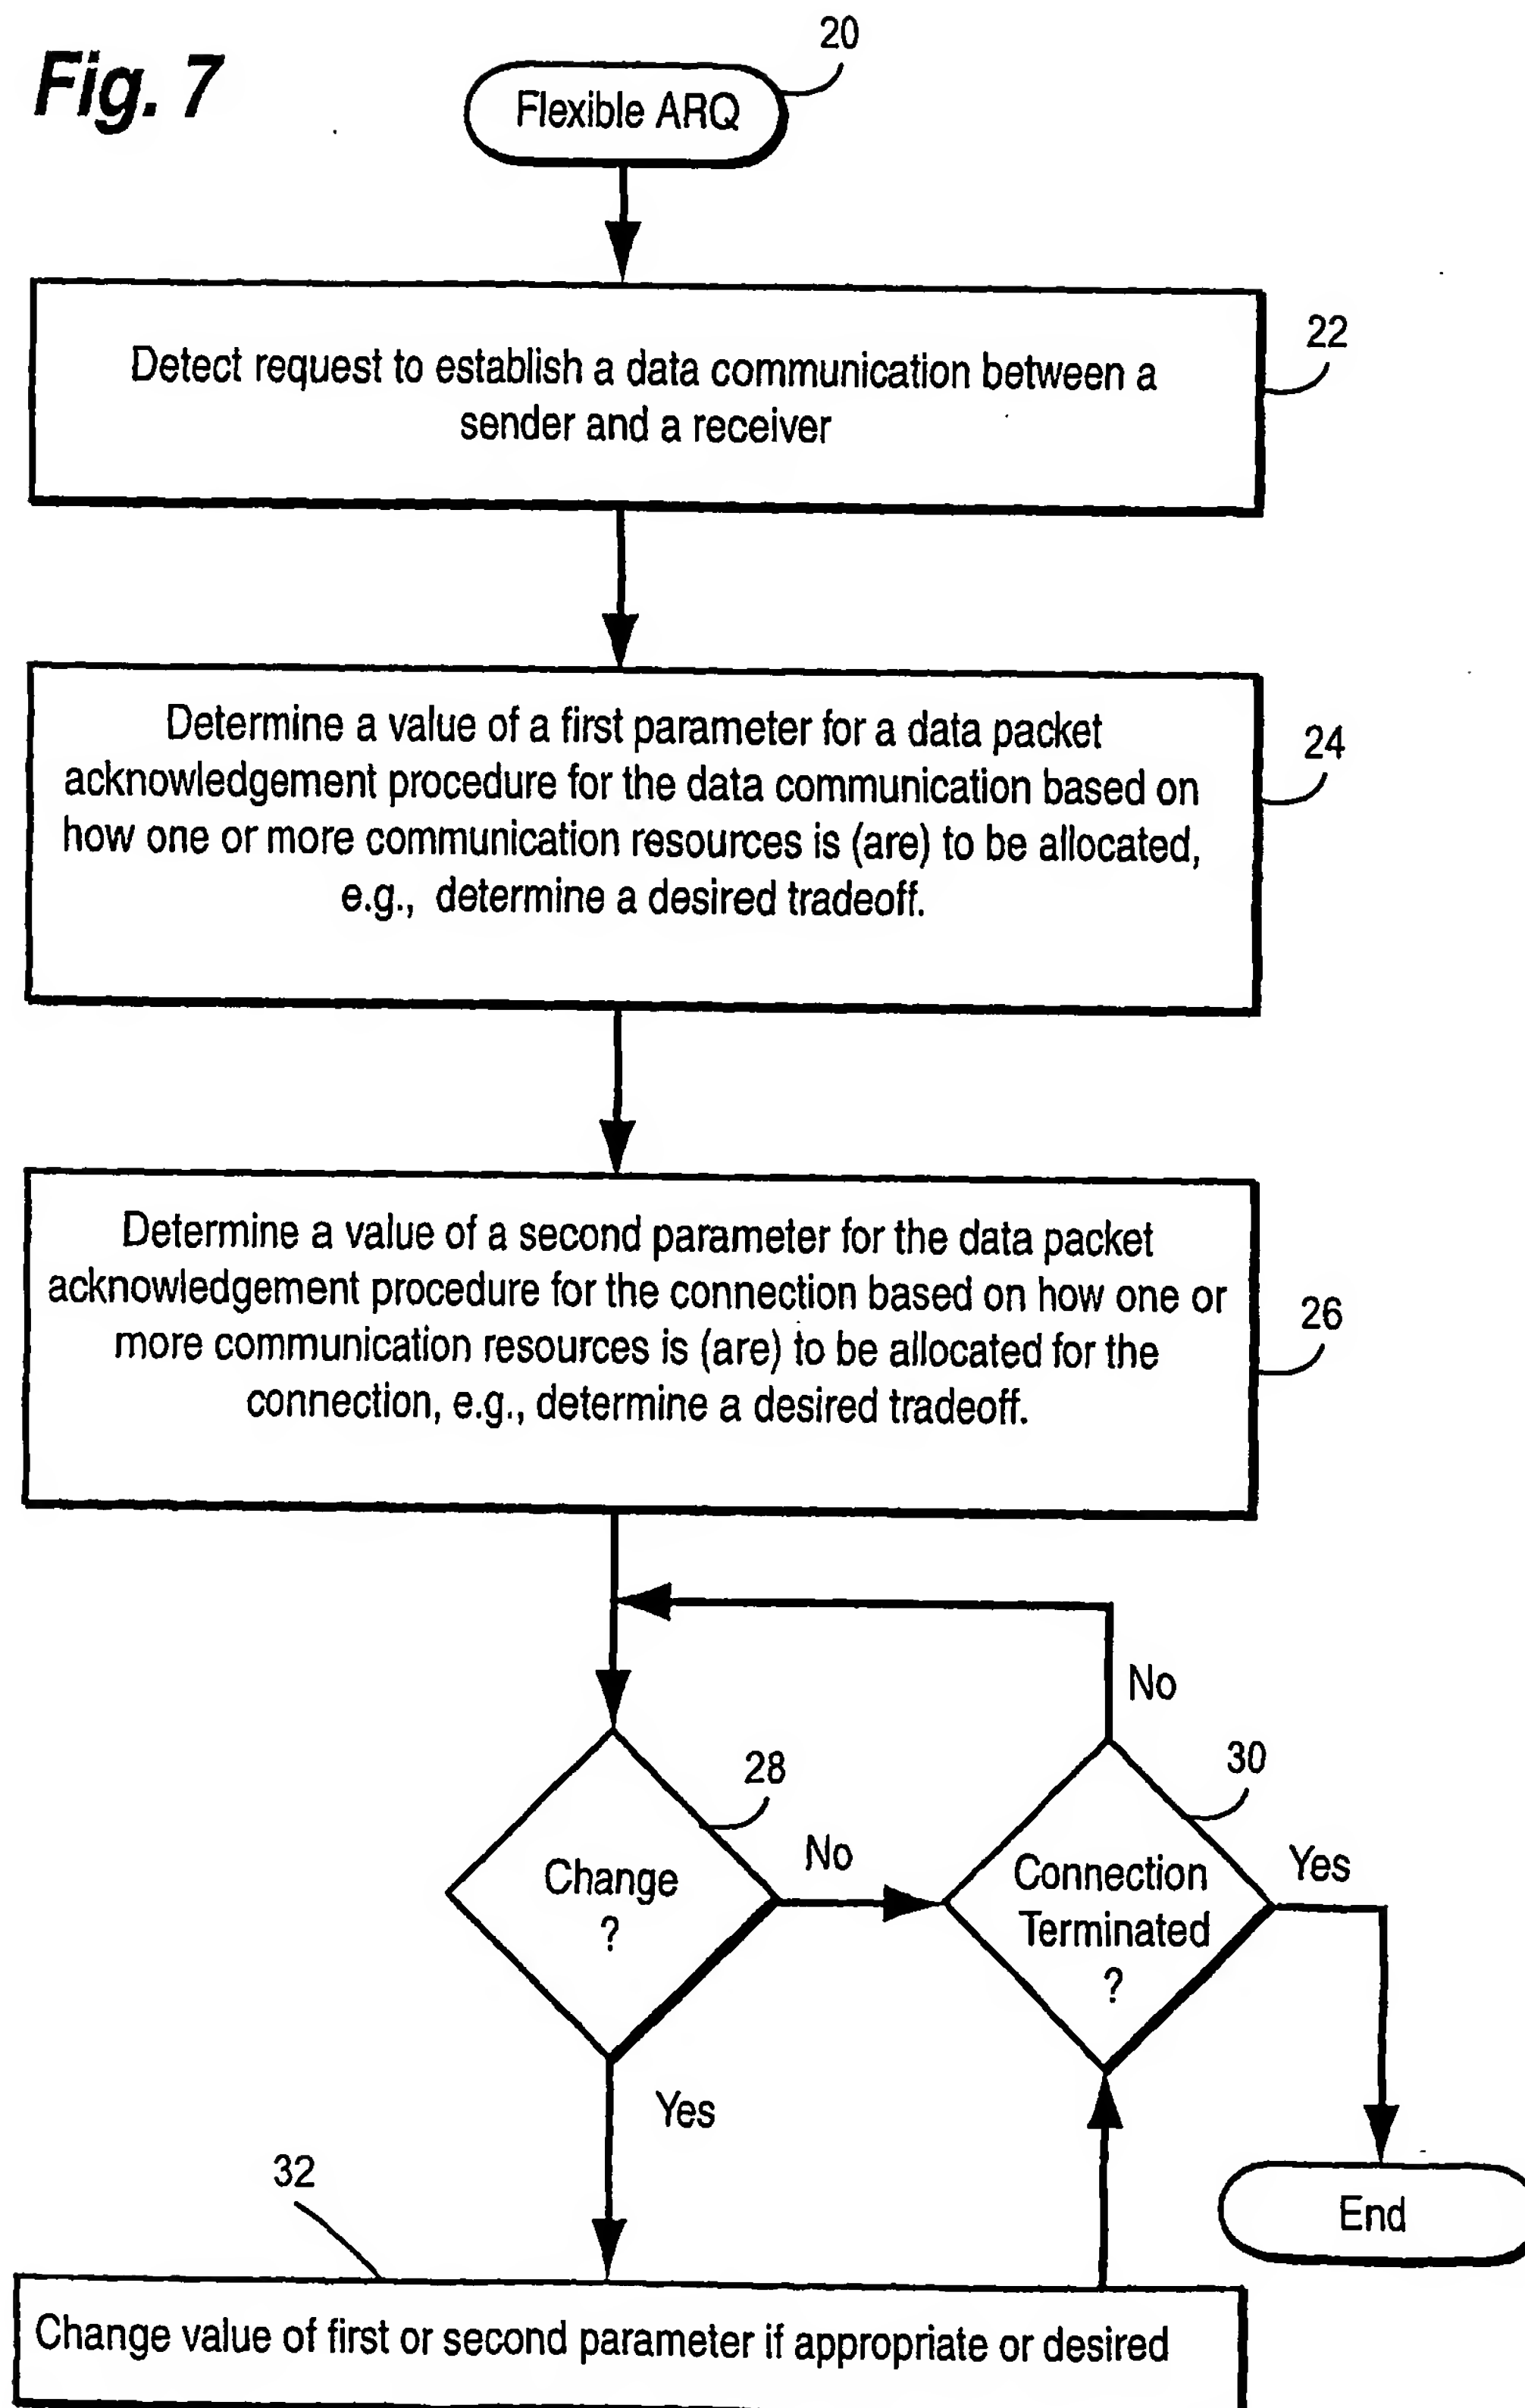 Fig. 7
20
Flexible ARQ
22
Detect request to establish a data communication between a
sender and a receiver
24
Determine a value of a first parameter for a data packet
acknowledgement procedure for the data communication based on
how one or more communication resources is (are) to be allocated,
e.g., determine a desired tradeoff.
26
Determine a value of a second parameter for the data packet
acknowledgement procedure for the connection based on how one or
more communication resources is (are) to be allocated for the
connection, e.g., determine a desired tradeoff.
No
28
30
Change
?
No
Connection
Terminated
?
Yes
Yes
32
End
Change value of first or second parameter if appropriate or desired